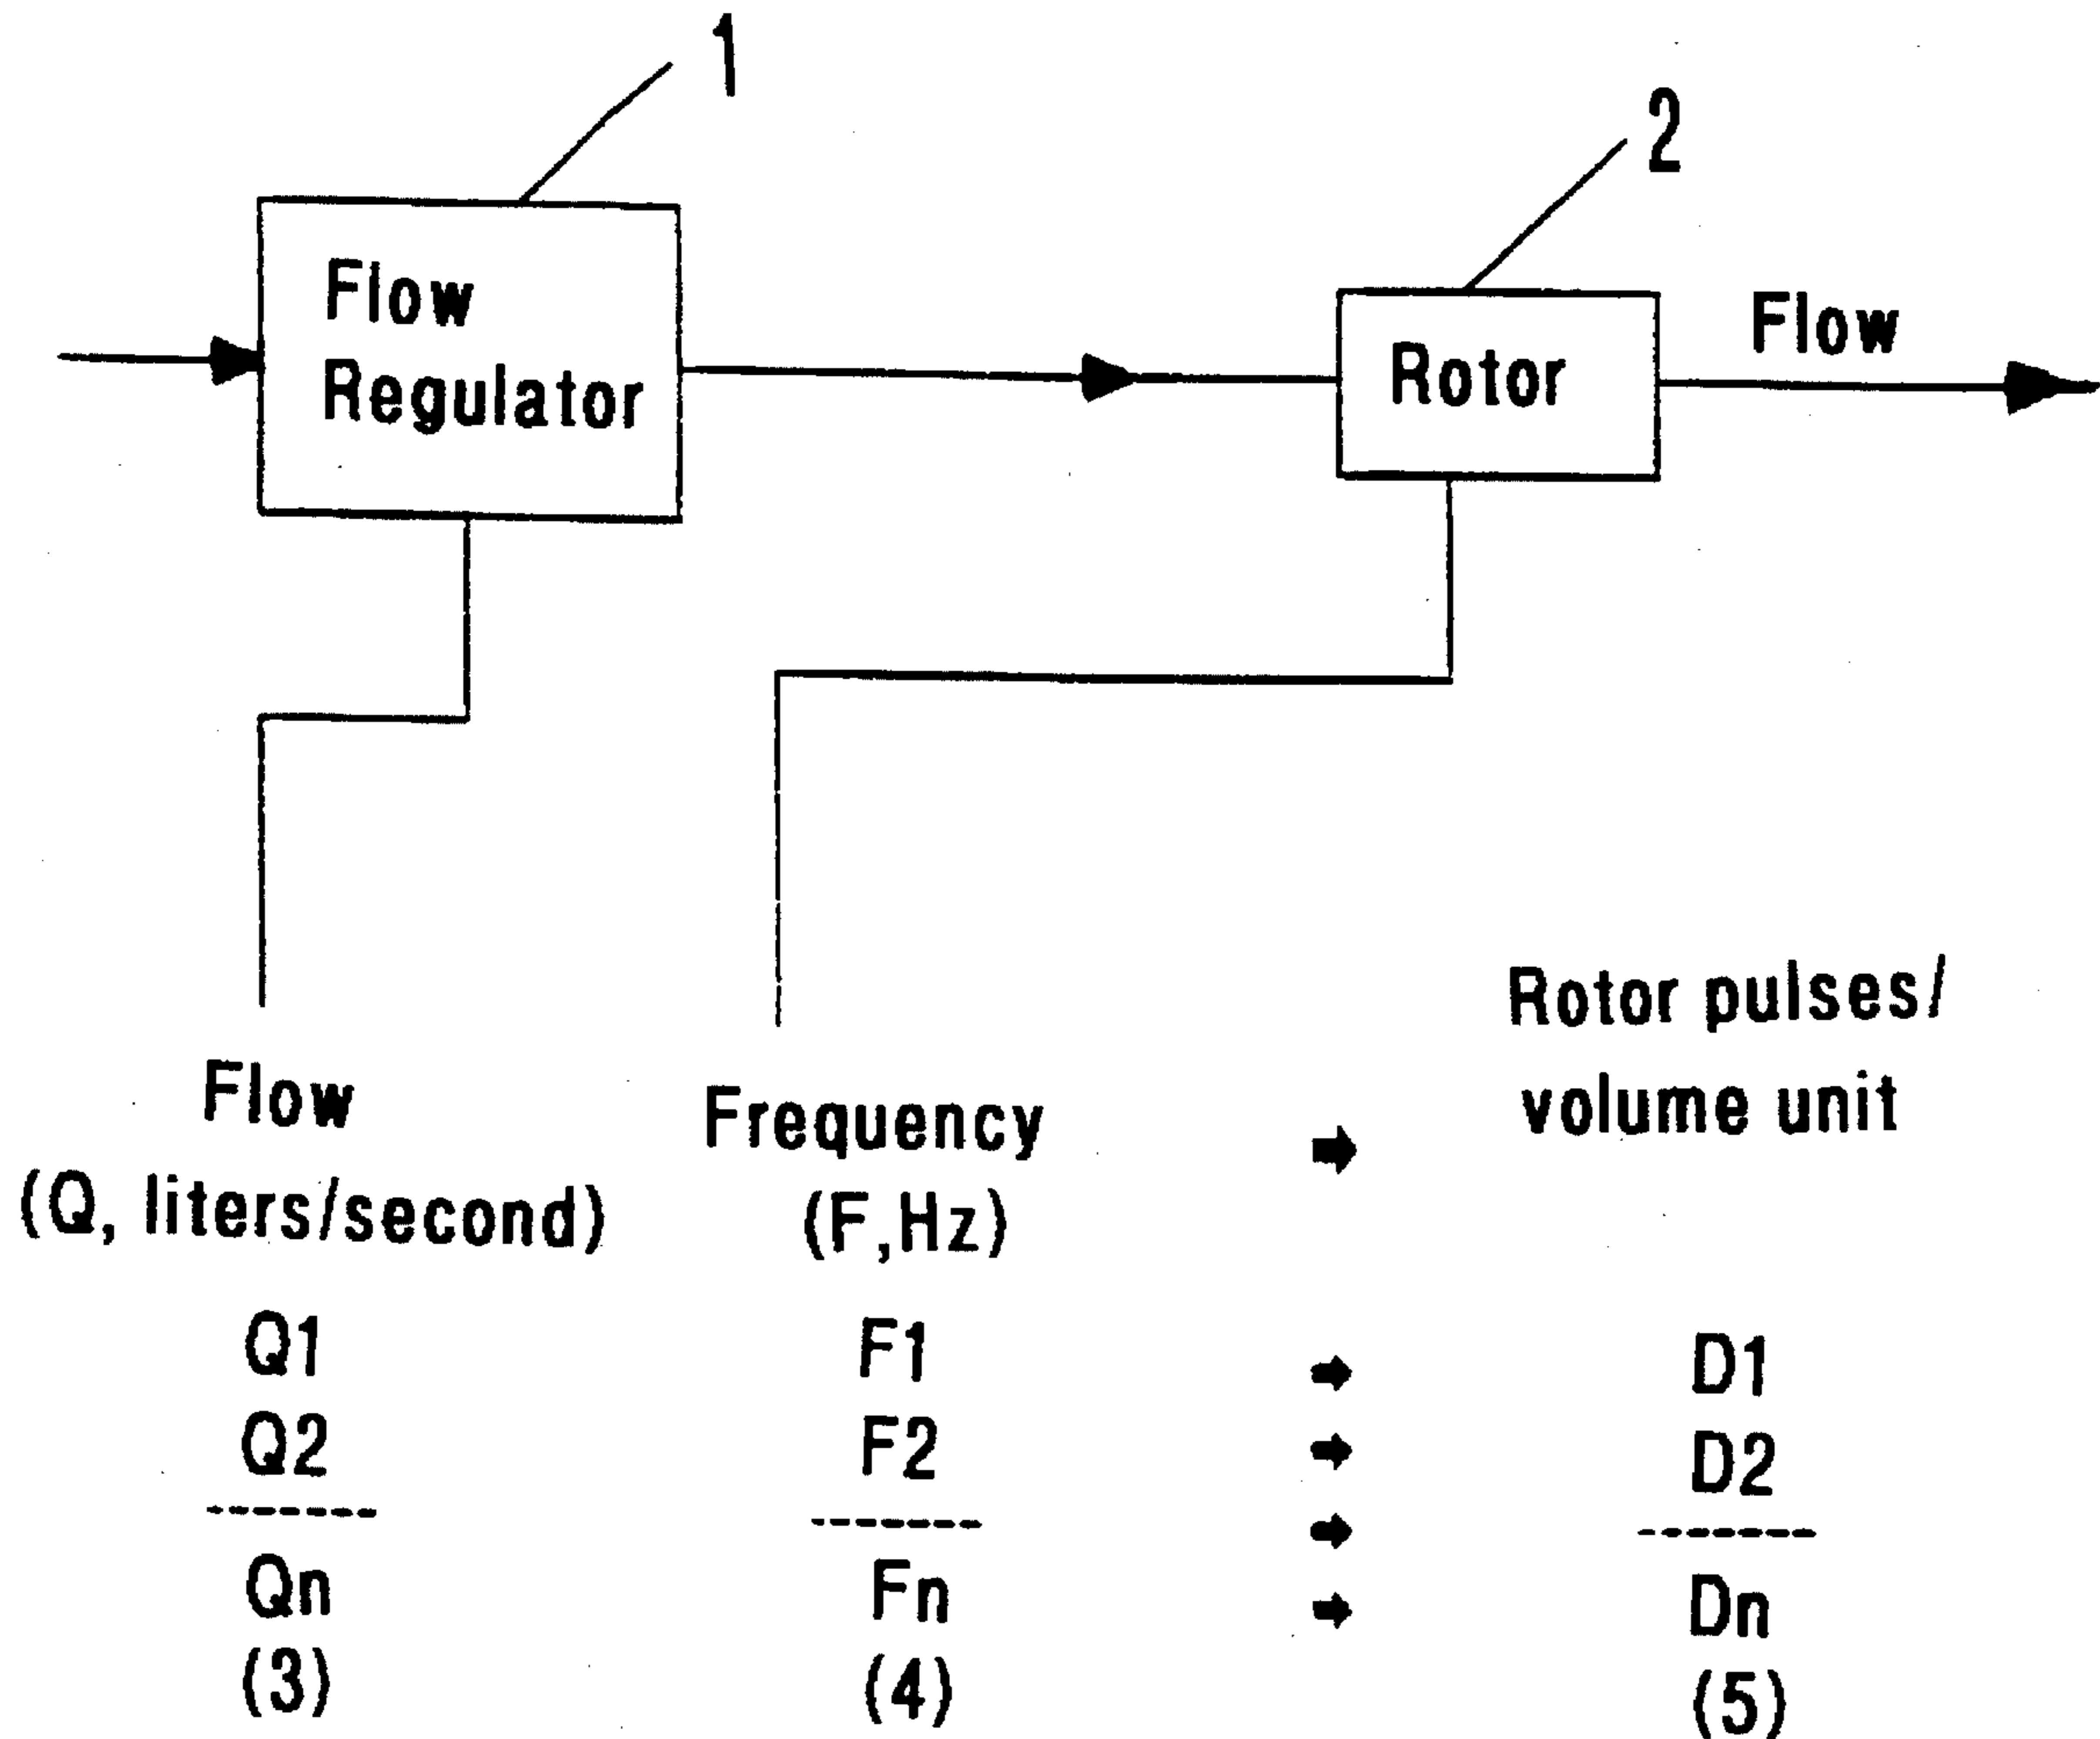 1
2
Flow
Regulator
Rotor
Flow
Flow
(Q, liters/second)
Frequency
(F,Hz)
Rotor pulses/
volume unit
Q1 F1 D1
Q2 F2 D2
Qn Fn Dn
(3) (4) (5)